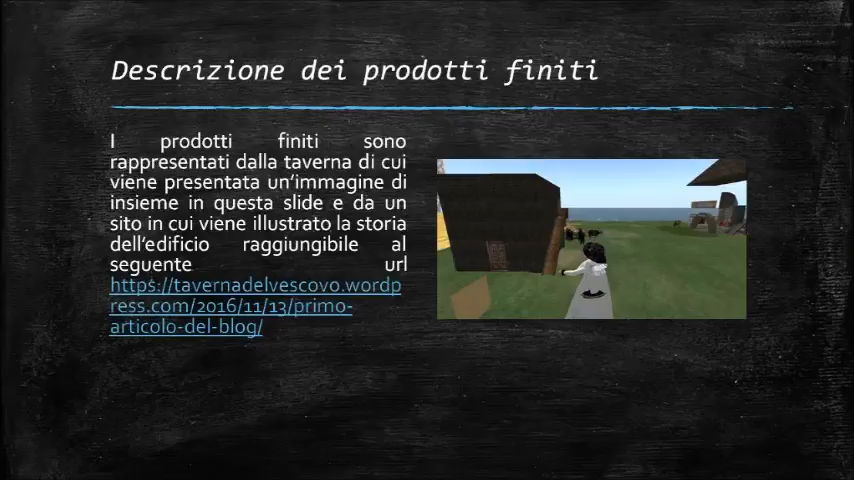 Descrizione dei prodotti finiti
I prodotti finiti sono
rappresentati dalla taverna di cui
viene presentata un'immagine di
insieme in questa slide e da un
sito in cui viene illustrato la storia
dell'edificio raggiungibile al
seguente url
https://tavernadelvescovo.wordp
ress.com/2016/11/13/primo-
articolo-del-blog/